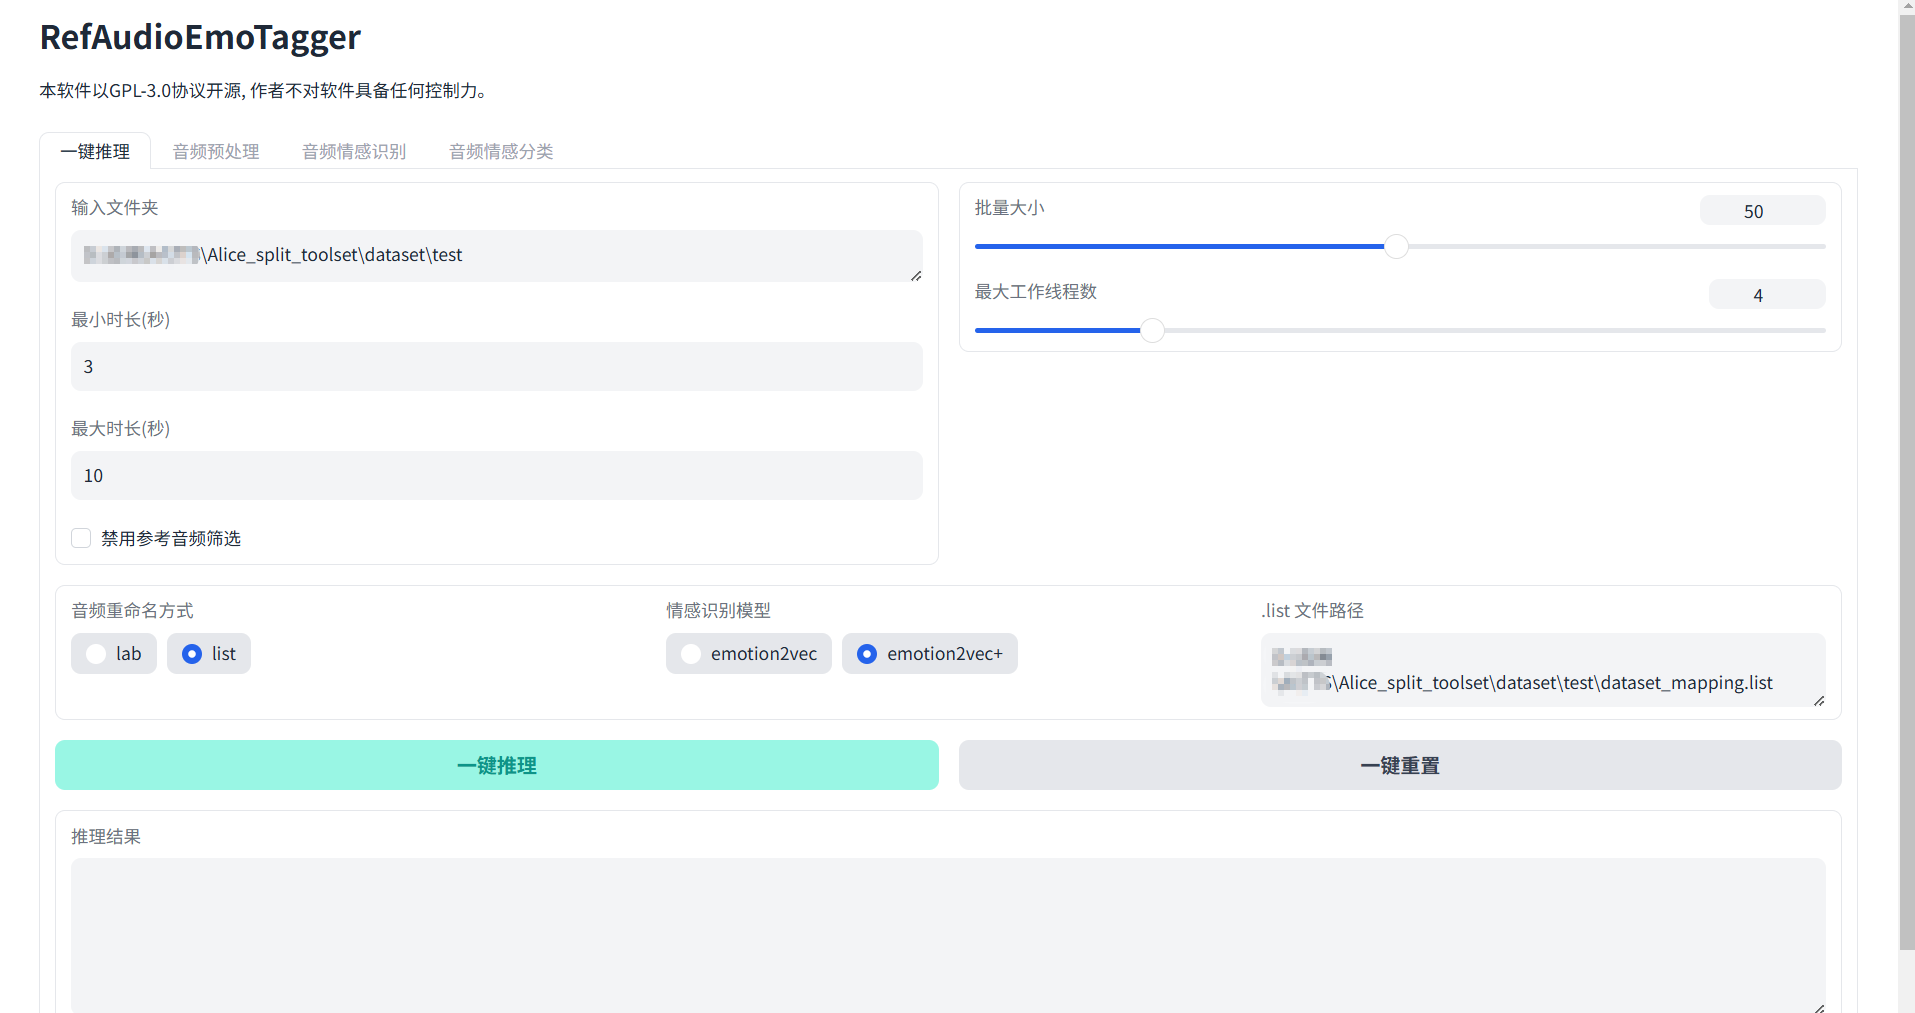 RefAudioEmoTagger
本软件以GPL-3.0协议开源, 作者不对软件具备任何控制力。
一键推理
音频预处理
音频情感识别
音频情感分类
输入文件夹
\Alice_split_toolset\dataset\test
最小时长(秒)
3
最大时长(秒)
10
禁用参考音频筛选
批量大小
50
最大工作线程数
4
音频重命名方式
lab
list
情感识别模型
emotion2vec
emotion2vec+
.list 文件路径
\Alice_split_toolset\dataset\test\dataset_mapping.list
一键推理
一键重置
推理结果